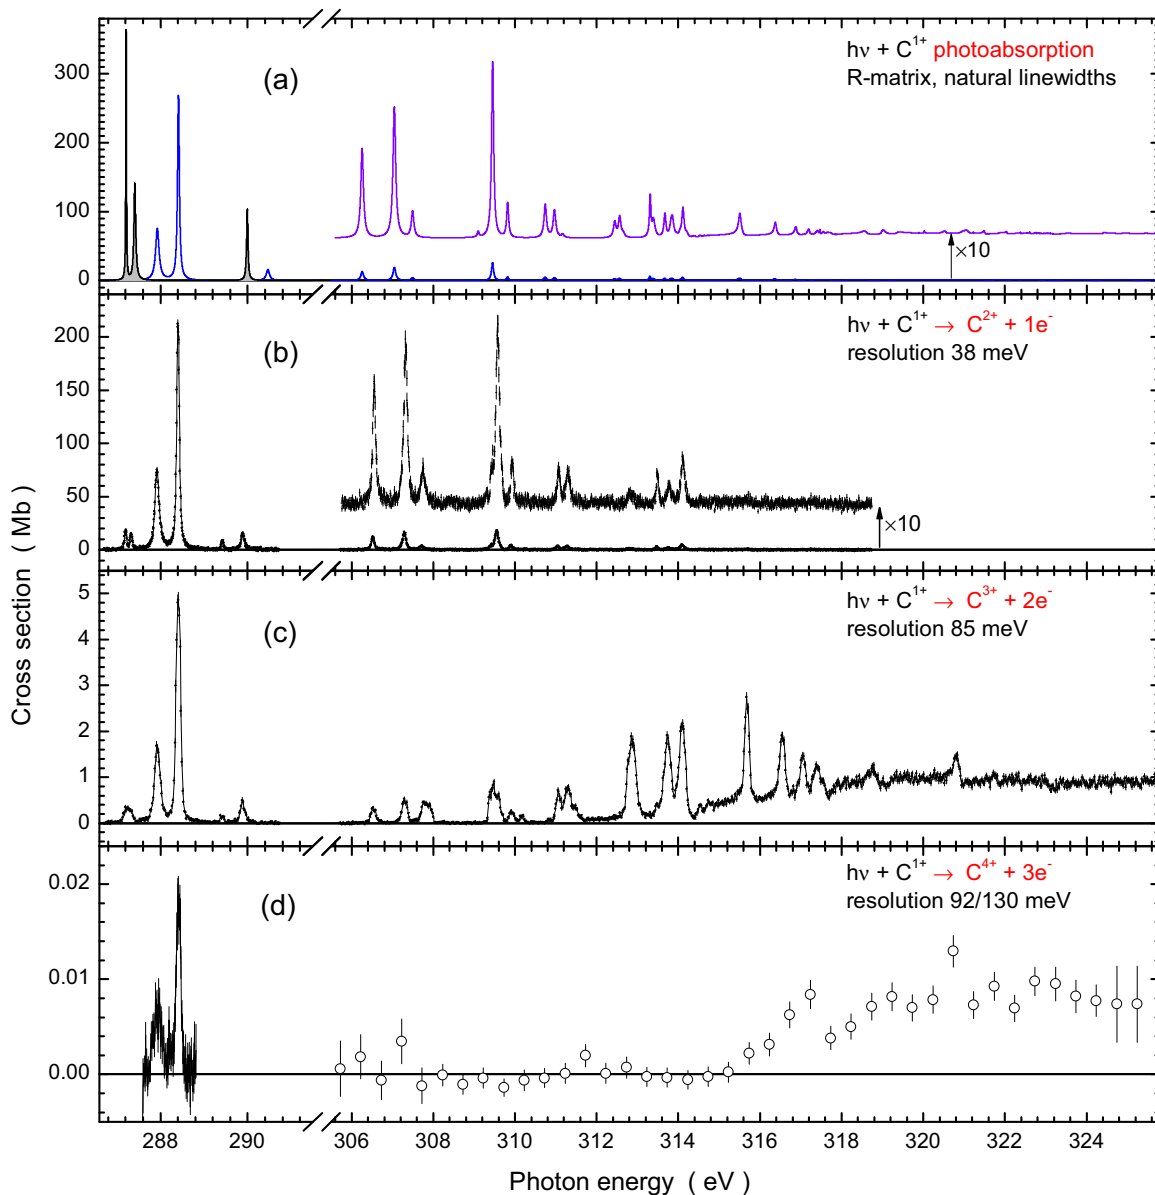 (a)
hν + C1+ photoabsorption
R-matrix, natural linewidths
300
200
100
0
×10
(b)
hν + C1+ → C2+ + 1e-
resolution 38 meV
200
150
100
50
0
×10
(c)
hν + C1+ → C3+ + 2e-
resolution 85 meV
5
4
3
2
1
0
(d)
hν + C1+ → C4+ + 3e-
resolution 92/130 meV
0.02
0.01
0.00
Cross section ( Mb )
288 290 306 308 310 312 314 316 318 320 322 324
Photon energy ( eV )